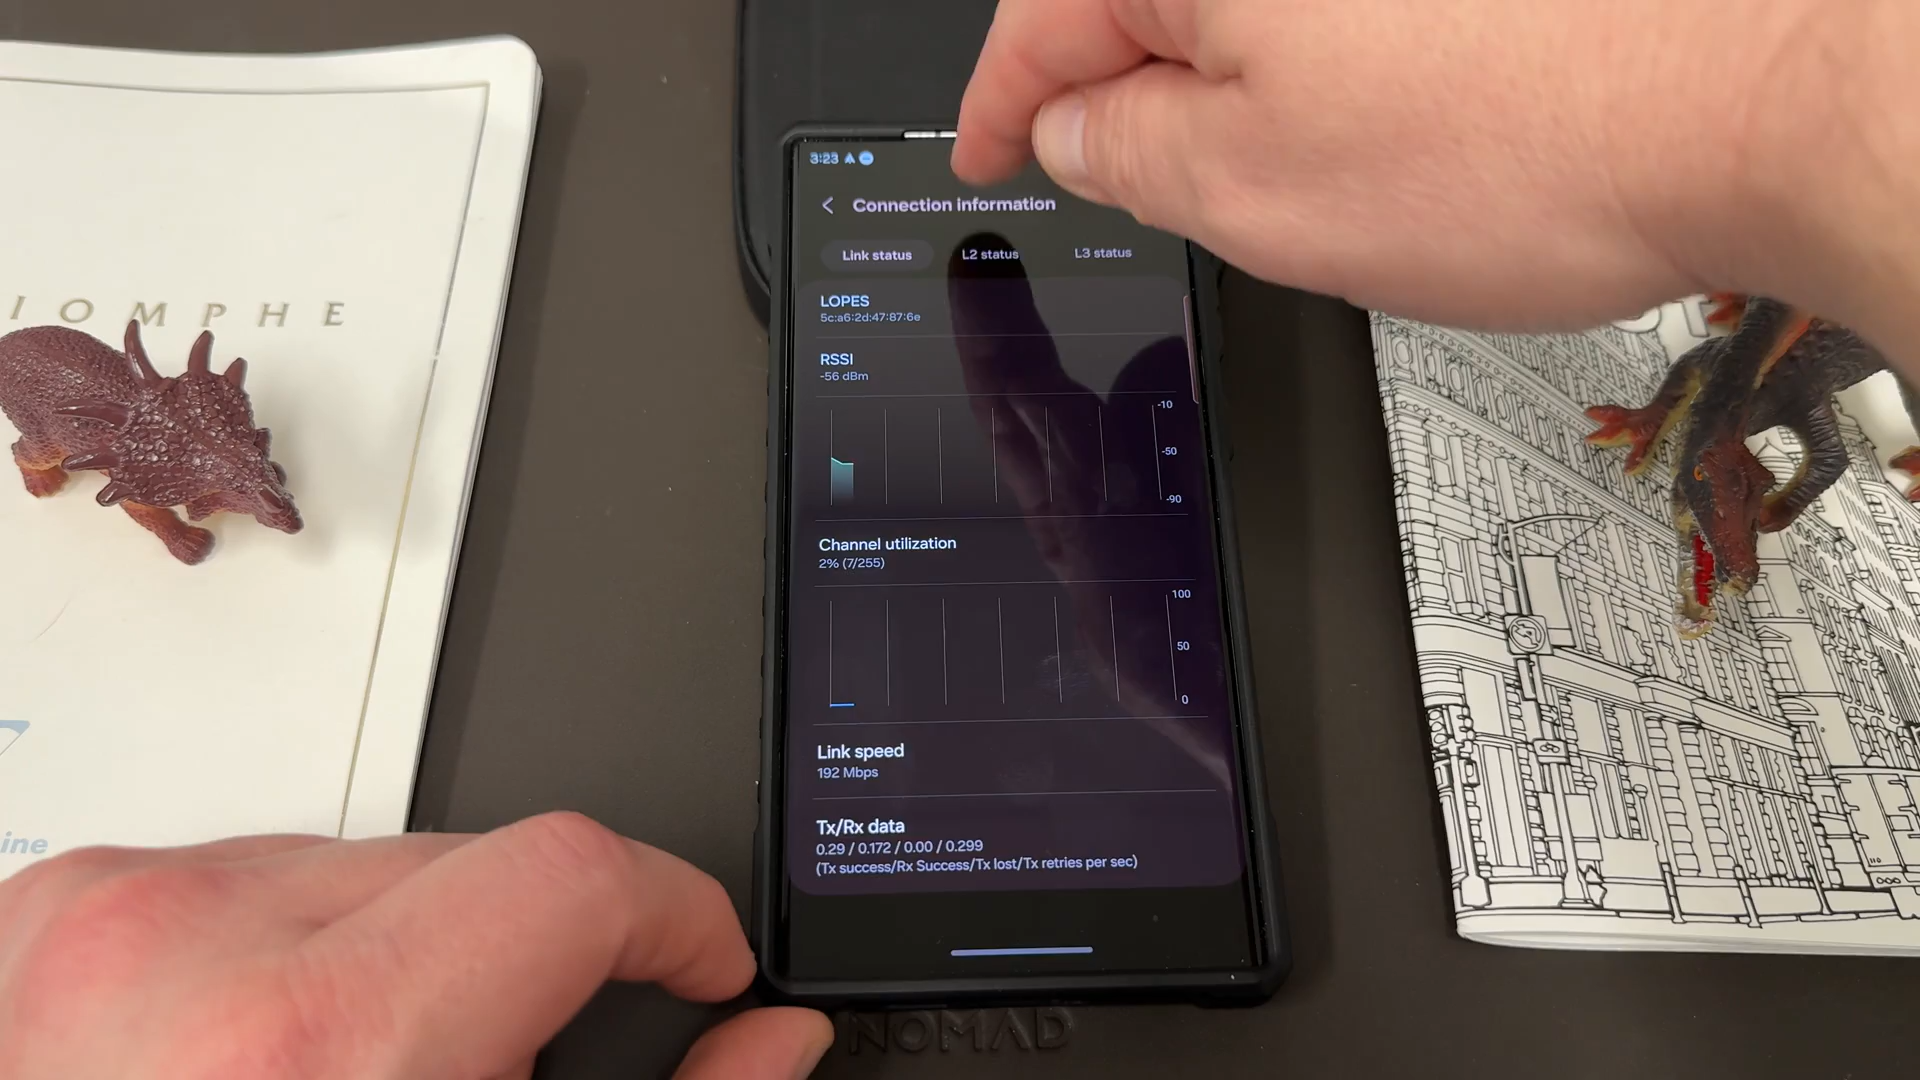 IOMPHE
ine
3:23
Connection information
Link status
L2 status
L3 status
LOPES
5c:a6:2d:47:87:6e
RSSI
-56 dBm
-10
-50
-90
Channel utilization
2% (7/255)
100
50
0
Link speed
192 Mbps
Tx/Rx data
0.29 / 0.172 / 0.00 / 0.299
(Tx success/Rx Success/Tx lost/Tx retries per sec)
NOMAD